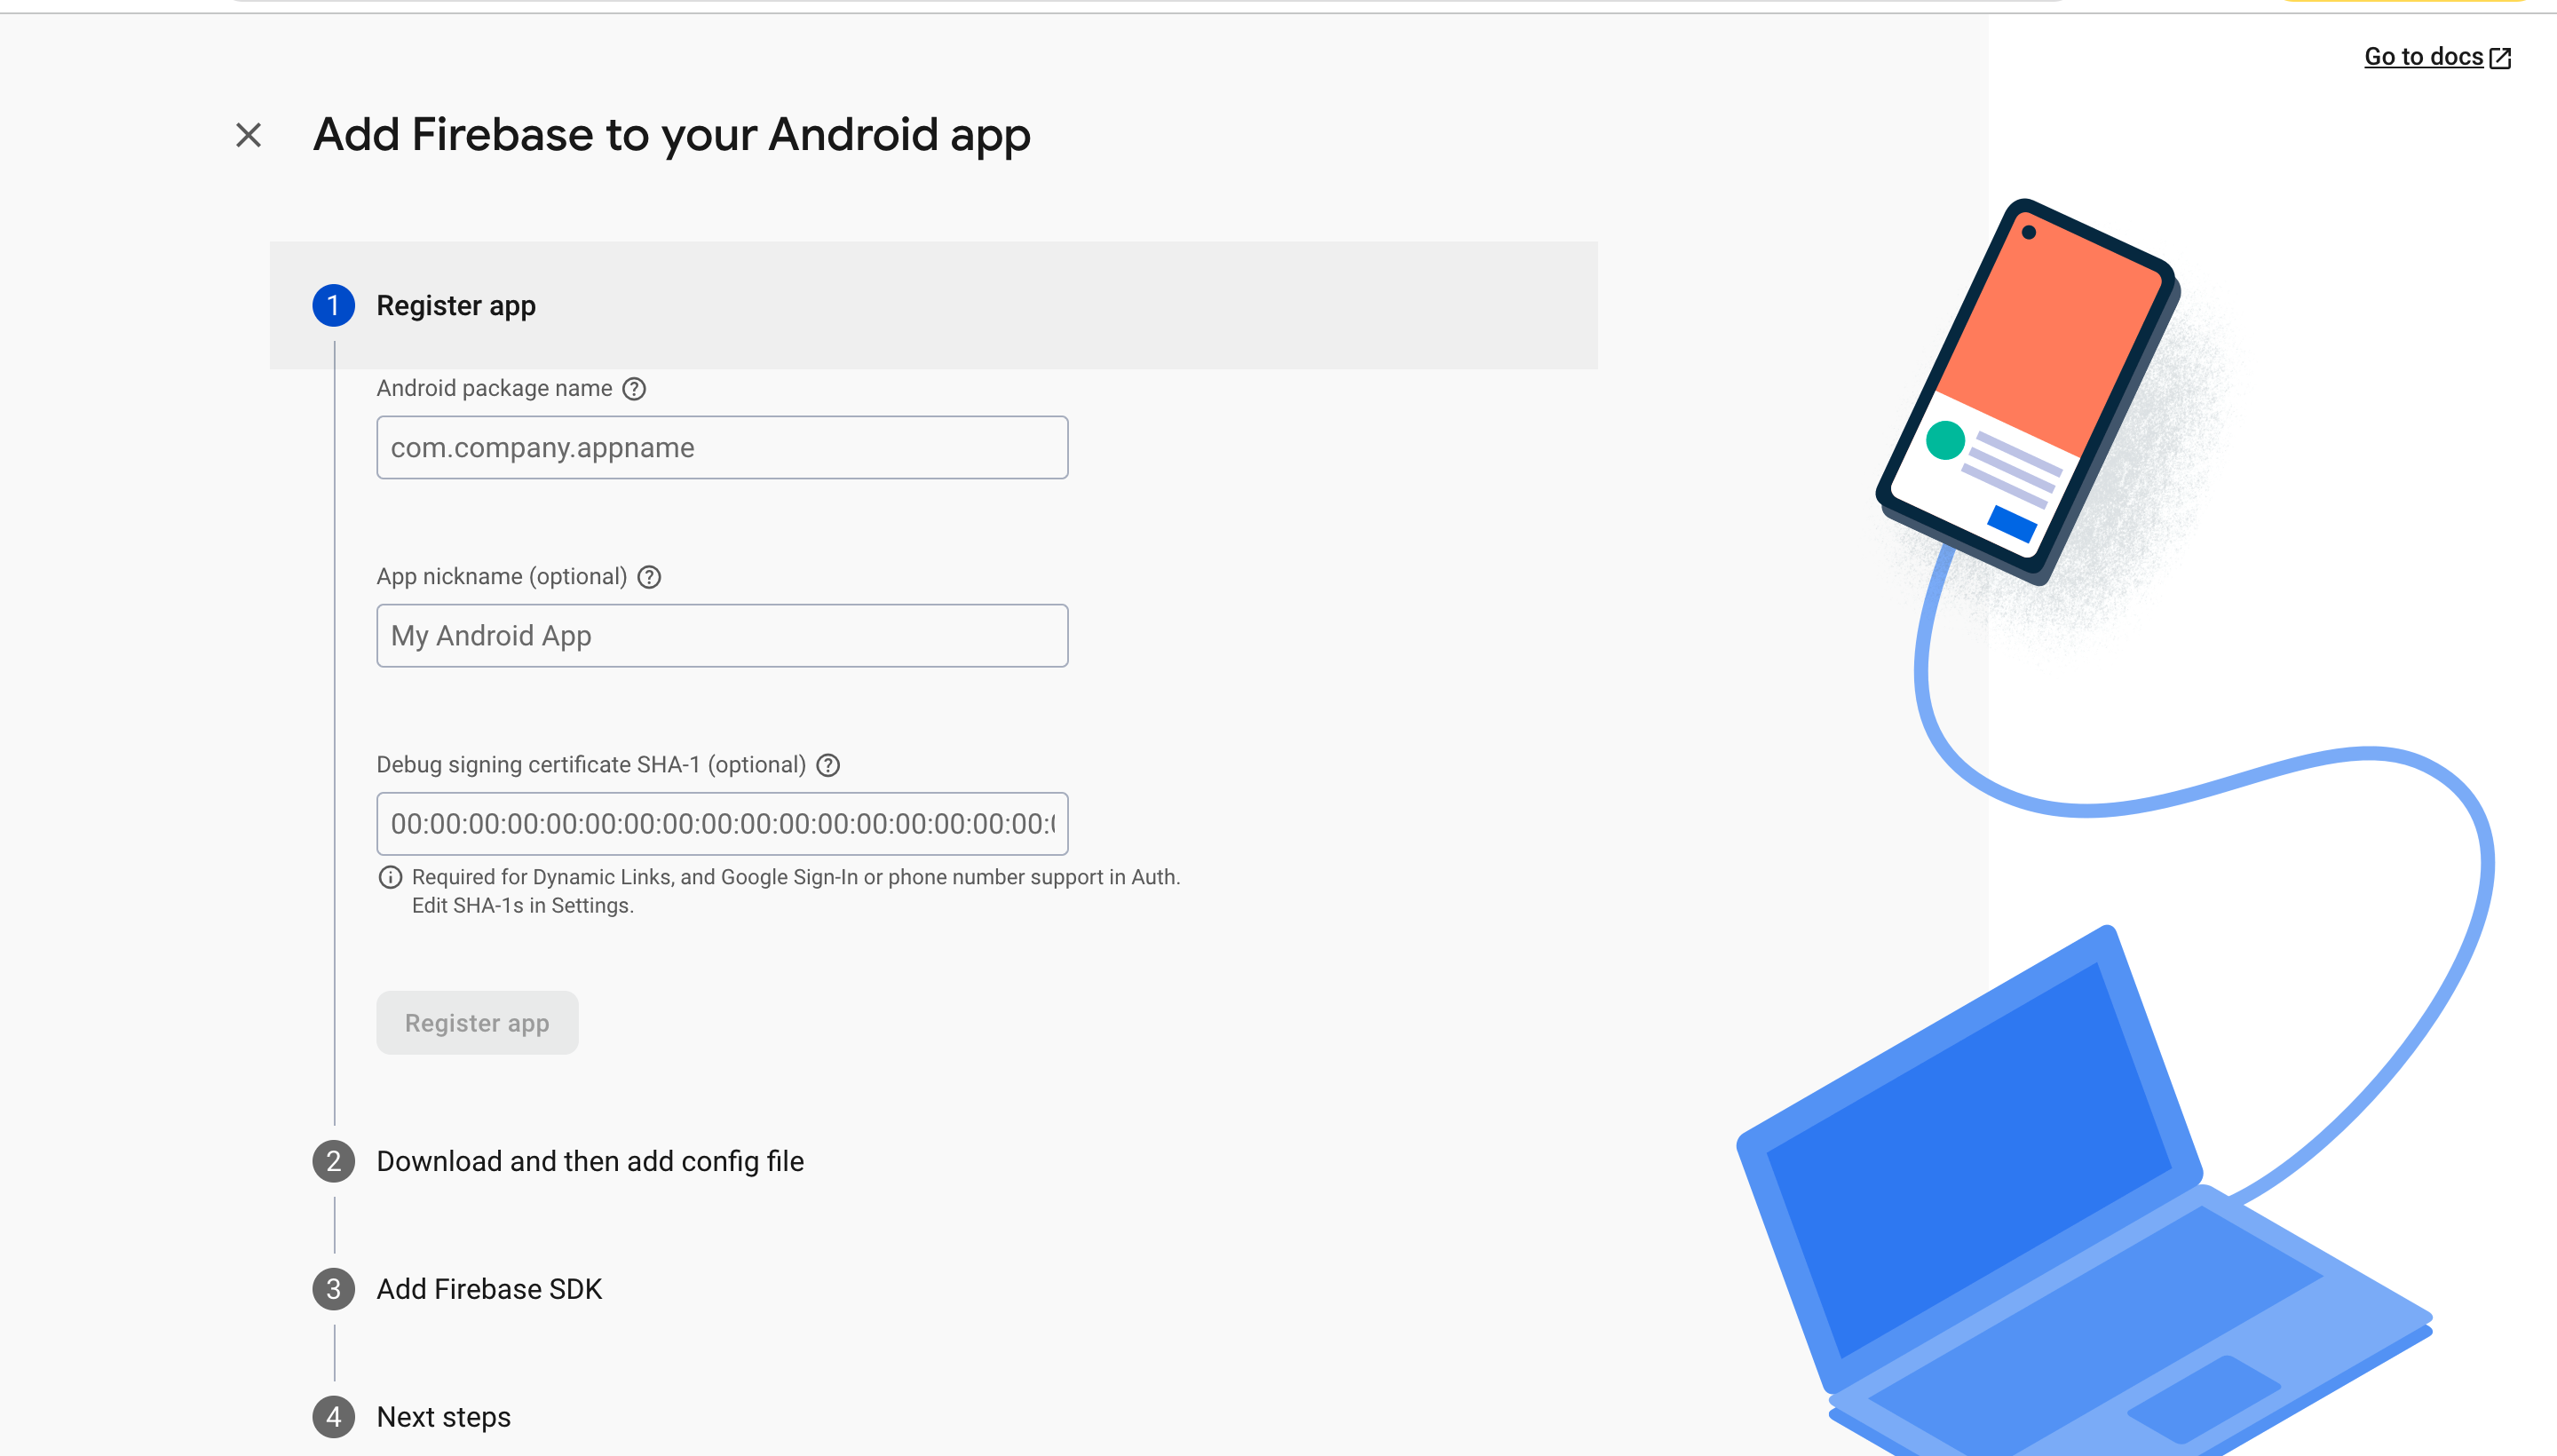 Go to docs
Add Firebase to your Android app
1 Register app
Android package name
com.company.appname
App nickname (optional)
My Android App
Debug signing certificate SHA-1 (optional)
00:00:00:00:00:00:00:00:00:00:00:00:00:00:00:00:00:
Required for Dynamic Links, and Google Sign-In or phone number support in Auth.
Edit SHA-1s in Settings.
Register app
2 Download and then add config file
3 Add Firebase SDK
4 Next steps